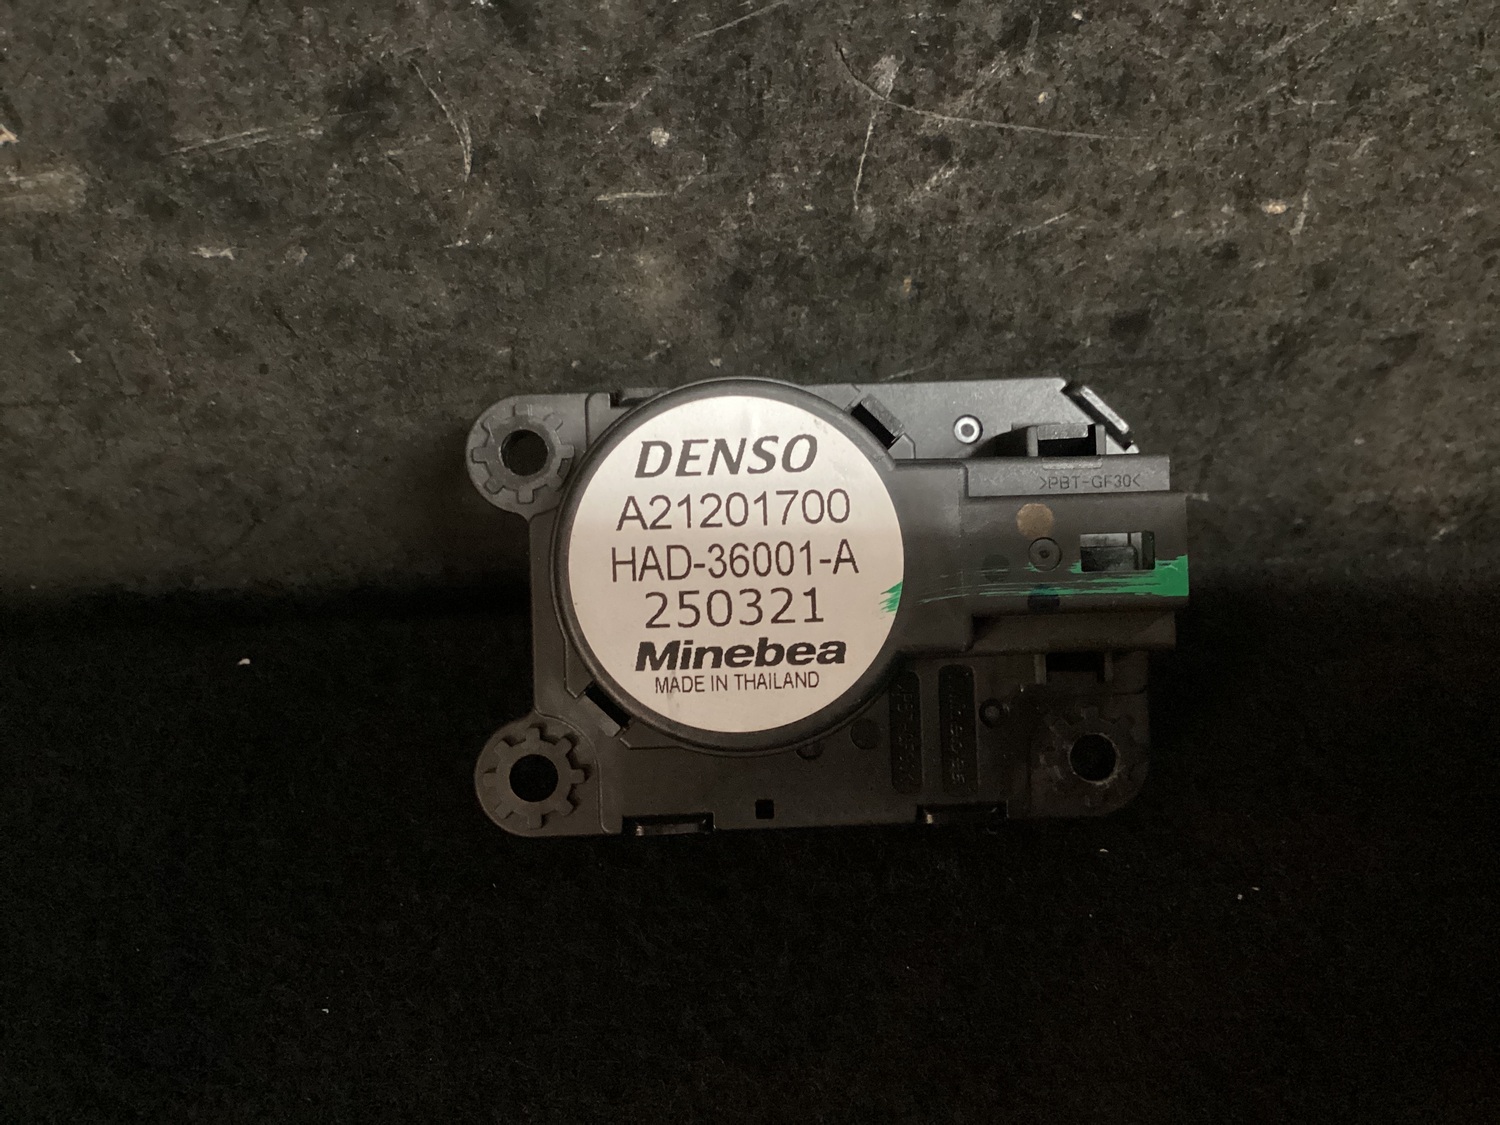 DENSO
A21201700
HAD-36001-A
250321
Minebea
MADE IN THAILAND
>PBT-GF30<